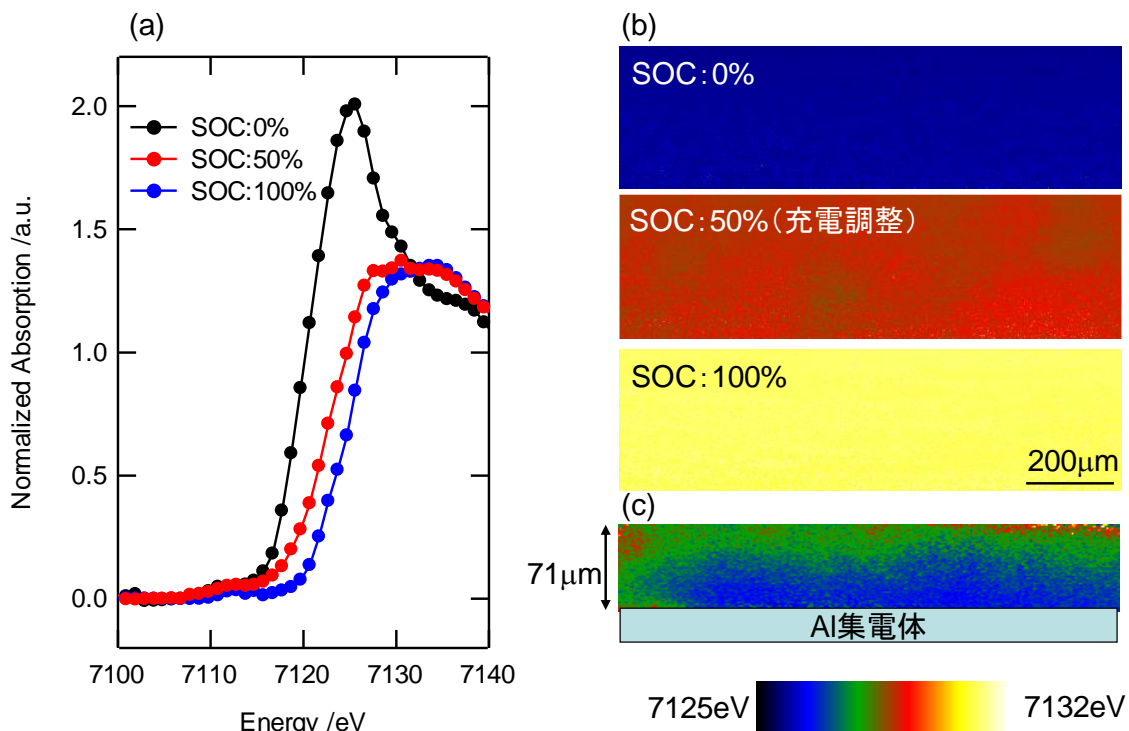 (a)
Normalized Absorption /a.u.
2.0
1.5
1.0
0.5
0.0
SOC:0%
SOC:50%
SOC:100%
7100
7110
7120
7130
7140
Energy /eV
(b)
SOC:0%
SOC:50%(充電調整)
SOC:100%
200μm
(c)
71μm
Al集電体
7125eV
7132eV